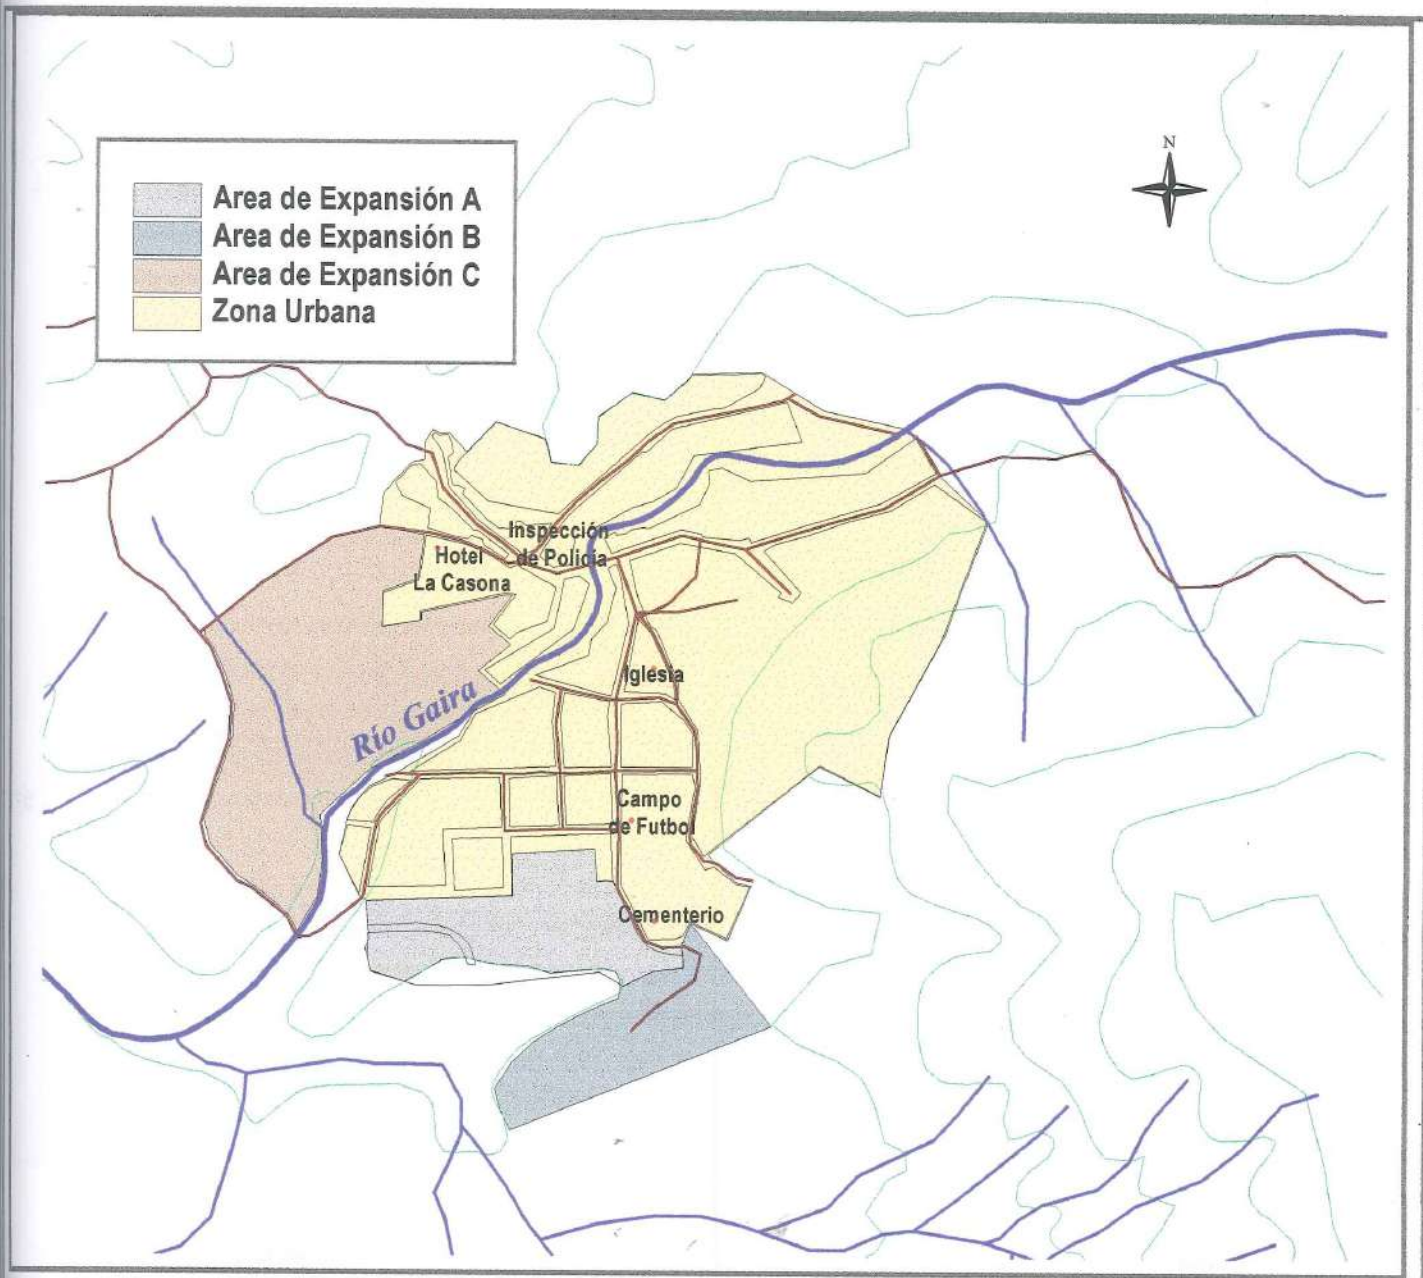 N
Area de Expansión A
Area de Expansión B
Area de Expansión C
Zona Urbana
Inspección
de Policía
Hotel
La Casona
Iglesia
Río Gaira
Campo
de Futbol
Cementerio